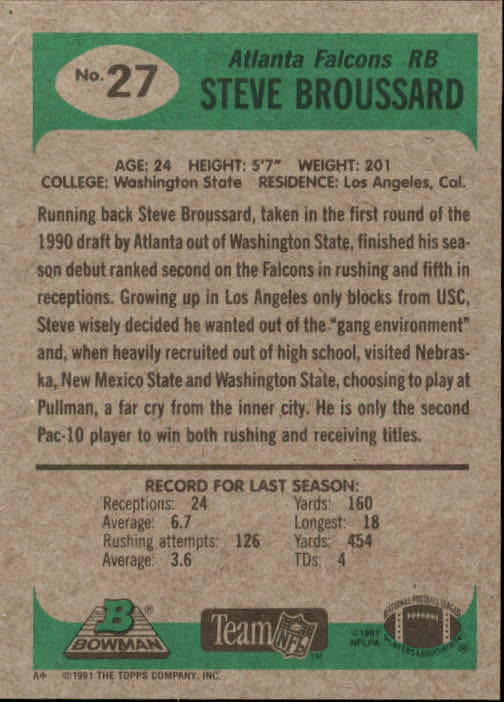 No. 27
Atlanta Falcons RB
STEVE BROUSSARD
AGE: 24 HEIGHT: 5'7" WEIGHT: 201
COLLEGE: Washington State RESIDENCE: Los Angeles, Cal.
Running back Steve Broussard, taken in the first round of the
1990 draft by Atlanta out of Washington State, finished his sea-
son debut ranked second on the Falcons in rushing and fifth in
receptions. Growing up in Los Angeles only blocks from USC,
Steve wisely decided he wanted out of the "gang environment"
and, when heavily recruited out of high school, visited Nebras-
ka, New Mexico State and Washington State, choosing to play at
Pullman, a far cry from the inner city. He is only the second
Pac-10 player to win both rushing and receiving titles.
RECORD FOR LAST SEASON:
Receptions: 24 Yards: 160
Average: 6.7 Longest: 18
Rushing attempts: 126 Yards: 454
Average: 3.6 TDs: 4
B ®
BOWMAN
Team NFL TM
©1991
NFLPA
NATIONAL FOOTBALL LEAGUE
PLAYERS ASSOCIATION
A+ ©1991 THE TOPPS COMPANY, INC.